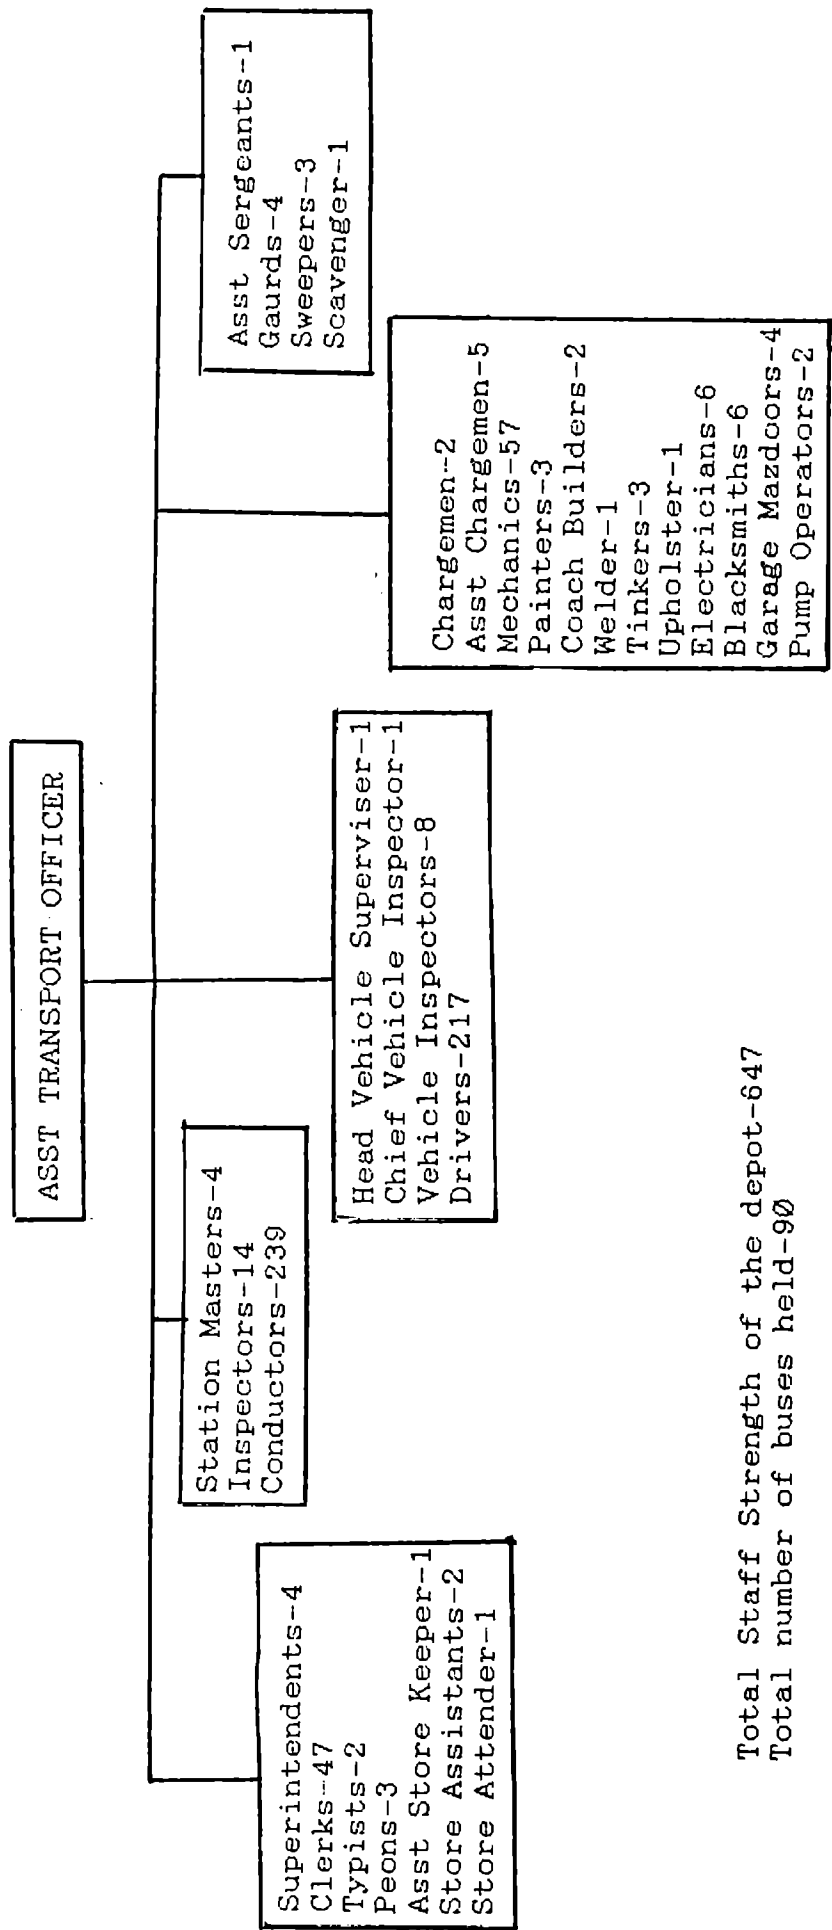 ASST TRANSPORT OFFICER
Superintendents-4
Clerks-47
Typists-2
Peons-3
Asst Store Keeper-1
Store Assistants-2
Store Attender-1
Station Masters-4
Inspectors-14
Conductors-239
Head Vehicle Superviser-1
Chief Vehicle Inspector-1
Vehicle Inspectors-8
Drivers-217
Chargemen-2
Asst Chargemen-5
Mechanics-57
Painters-3
Coach Builders-2
Welder-1
Tinkers-3
Upholster-1
Electricians-6
Blacksmiths-6
Garage Mazdoors-4
Pump Operators-2
Asst Sergeants-1
Gaurds-4
Sweepers-3
Scavenger-1
Total Staff Strength of the depot-647
Total number of buses held-90